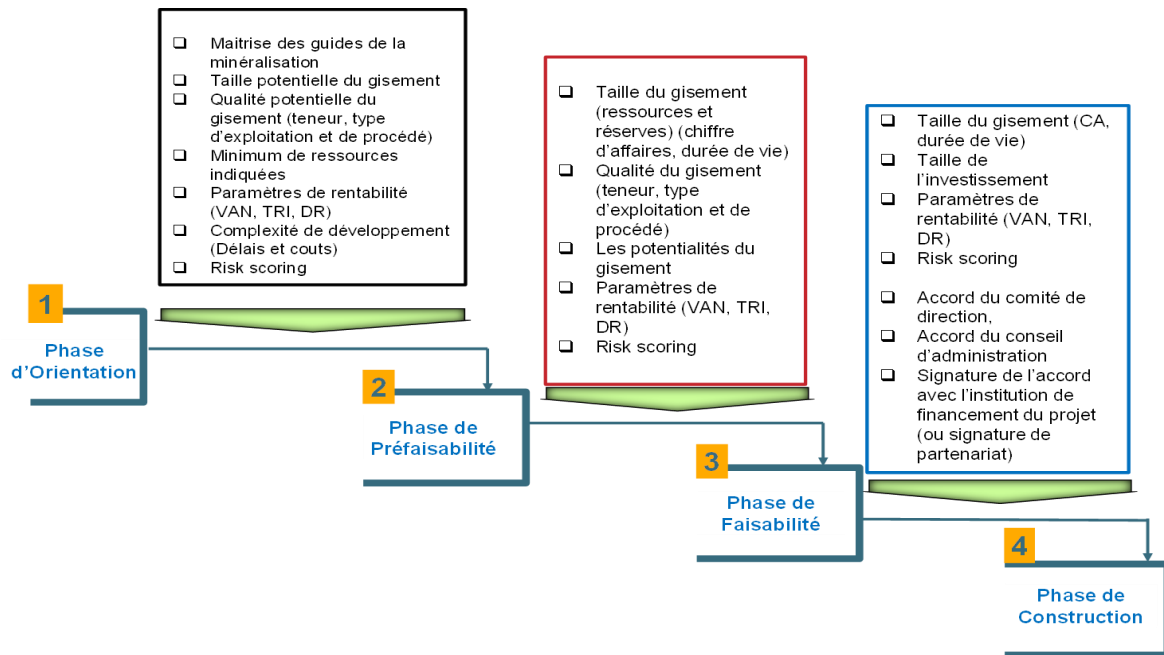 ❑ Maitrise des guides de la
minéralisation
❑ Taille potentielle du gisement
❑ Qualité potentielle du
gisement (teneur, type
d'exploitation et de procédé)
❑ Minimum de ressources
indiquées
❑ Paramètres de rentabilité
(VAN, TRI, DR)
❑ Complexité de développement
(Délais et couts)
❑ Risk scoring
1
Phase
d'Orientation
❑ Taille du gisement
(ressources et
réserves) (chiffre
d'affaires, durée de vie)
❑ Qualité du gisement
(teneur, type
d'exploitation et de
procédé)
❑ Les potentialités du
gisement
❑ Paramètres de
rentabilité (VAN, TRI,
DR)
❑ Risk scoring
2
Phase de
Préfaisabilité
❑ Taille du gisement (CA,
durée de vie)
❑ Taille de
l'investissement
❑ Paramètres de
rentabilité (VAN, TRI,
DR)
❑ Risk scoring
❑ Accord du comité de
direction,
❑ Accord du conseil
d'administration
❑ Signature de l'accord
avec l'institution de
financement du projet
(ou signature de
partenariat)
3
Phase de
Faisabilité
4
Phase de
Construction